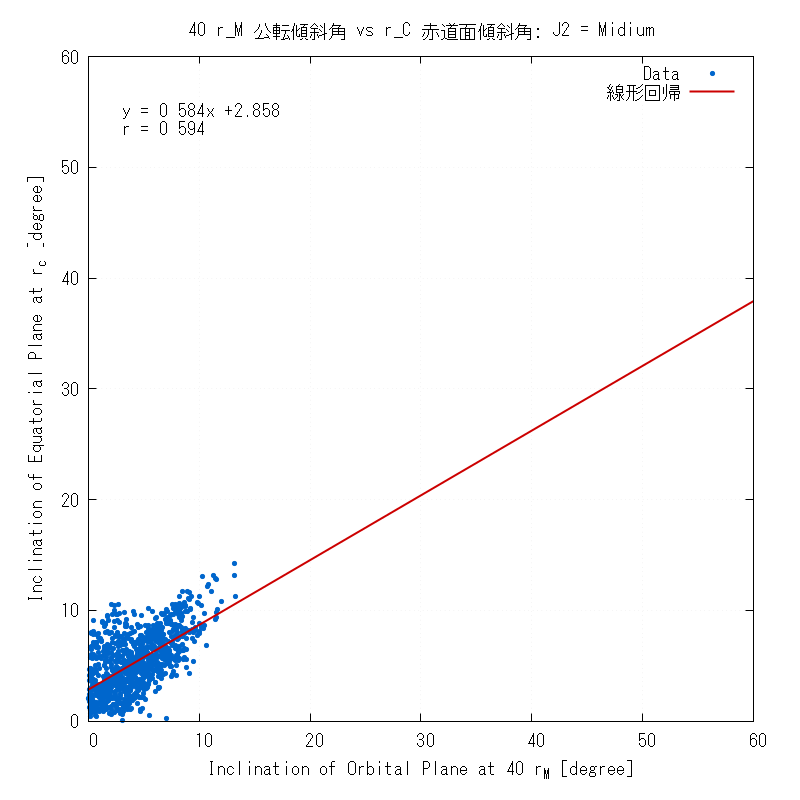 40 r_M 公転傾斜角 vs r_C 赤道面傾斜角: J2 = Midium
Data
線形回帰
y = 0 584x +2.858
r = 0 594
60
50
40
30
20
10
0
Inclination of Equatorial Plane at r_c [degree]
0 10 20 30 40 50 60
Inclination of Orbital Plane at 40 r_M [degree]